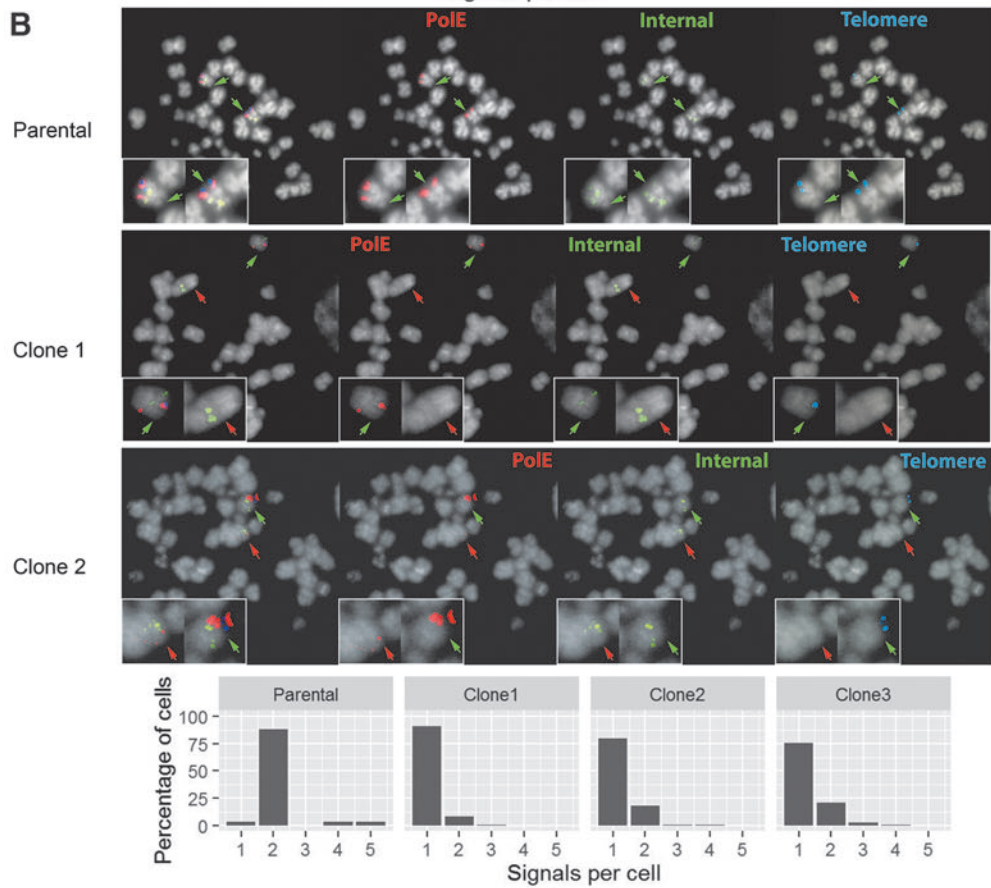 B
PolE Internal Telomere
Parental
PolE Internal Telomere
Clone 1
PolE Internal Telomere
Clone 2
Parental Clone1 Clone2 Clone3
Percentage of cells
100
75
50
25
0
1 2 3 4 5 1 2 3 4 5 1 2 3 4 5 1 2 3 4 5
Signals per cell